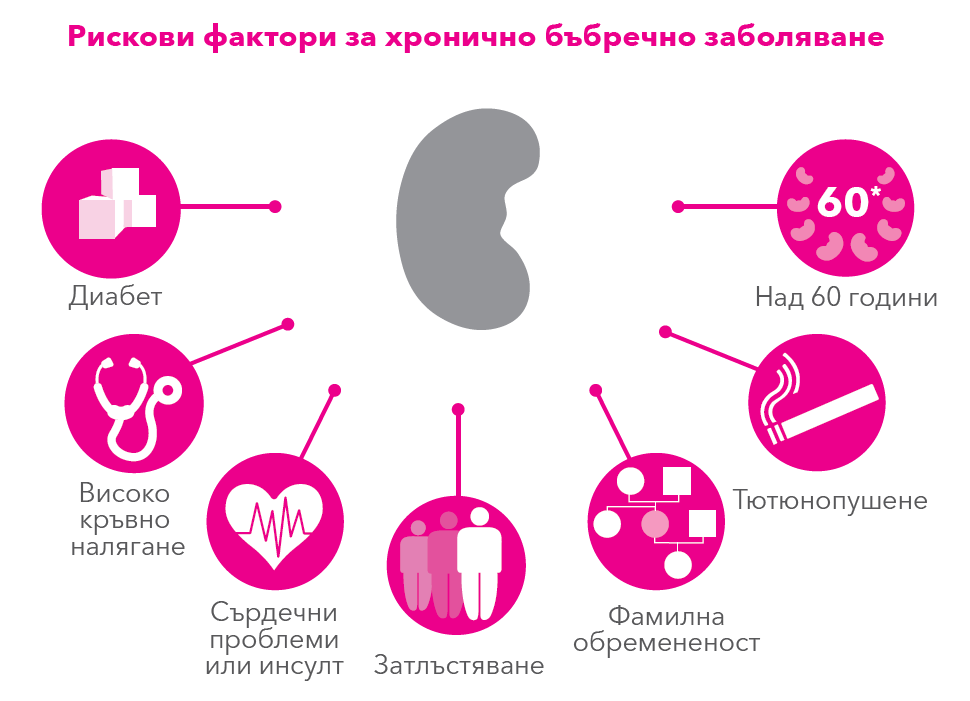 Рискови фактори за хронично бъбречно заболяване
60*
Диабет
Над 60 години
Високо
кръвно
налягане
Тютюнопушене
Сърдечни
проблеми
или инсулт
Затлъстяване
Фамилна
обремененост